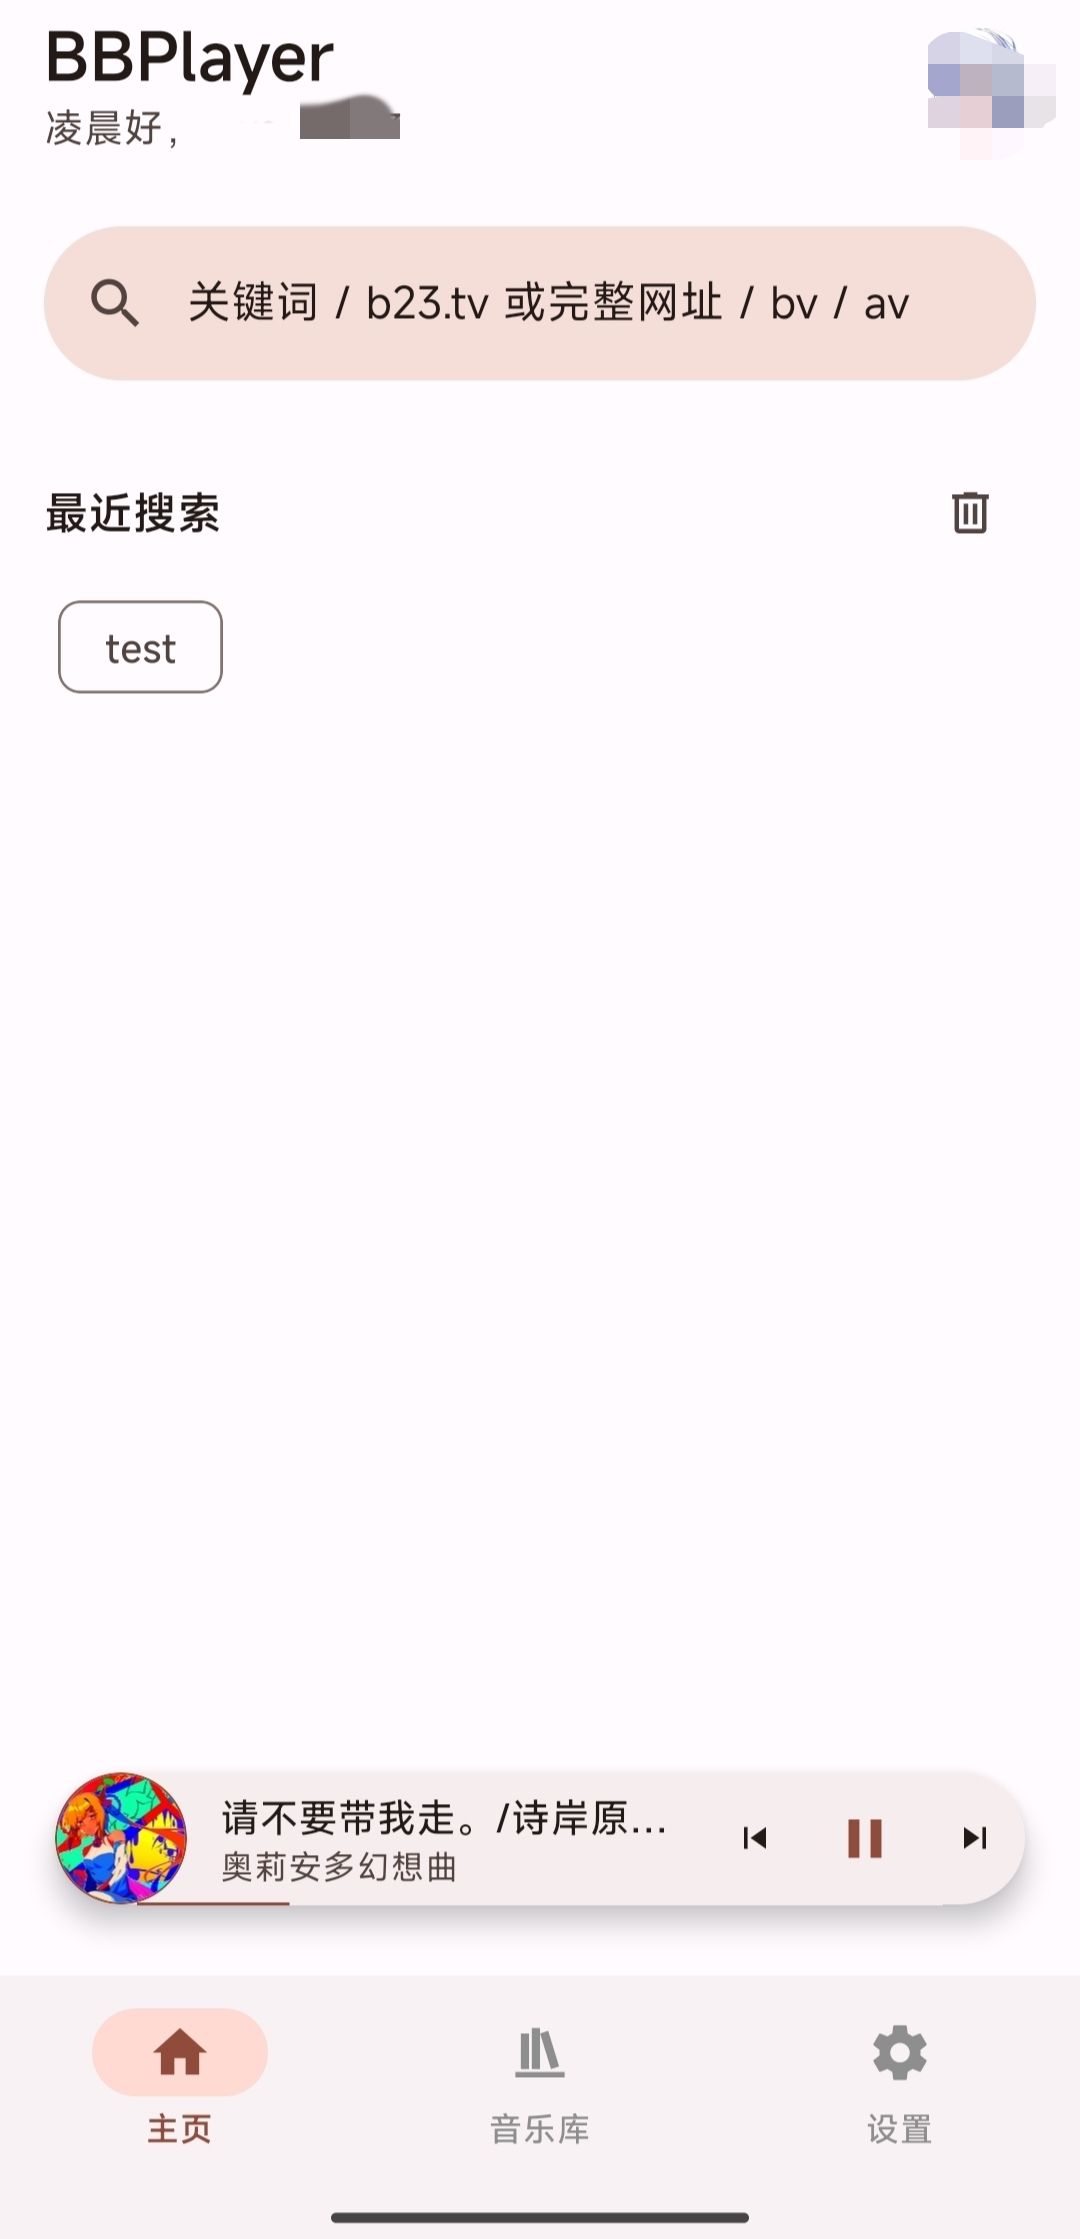 BBPlayer
凌晨好，
关键词 / b23.tv 或完整网址 / bv / av
最近搜索
test
请不要带我走。/诗岸原...
奥莉安多幻想曲
主页
音乐库
设置